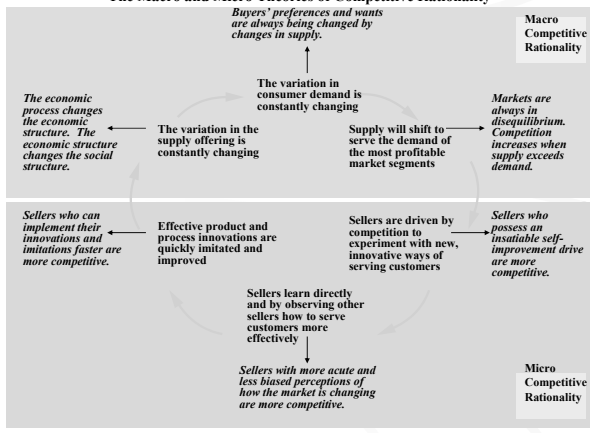 The Macro and Micro Theories of Competitive Rationality
Buyers' preferences and wants
are always being changed by
changes in supply.
Macro
Competitive
Rationality
The variation in
consumer demand is
constantly changing
The economic
process changes
the economic
structure. The
economic structure
changes the social
structure.
The variation in the
supply offering is
constantly changing
Supply will shift to
serve the demand of
the most profitable
market segments
Markets are
always in
disequilibrium.
Competition
increases when
supply exceeds
demand.
Sellers who can
implement their
innovations and
imitations faster are
more competitive.
Effective product and
process innovations are
quickly imitated and
improved
Sellers are driven by
competition to
experiment with new,
innovative ways of
serving customers
Sellers who
possess an
insatiable self-
improvement drive
are more
competitive.
Sellers learn directly
and by observing other
sellers how to serve
customers more
effectively
Sellers with more acute and
less biased perceptions of
how the market is changing
are more competitive.
Micro
Competitive
Rationality